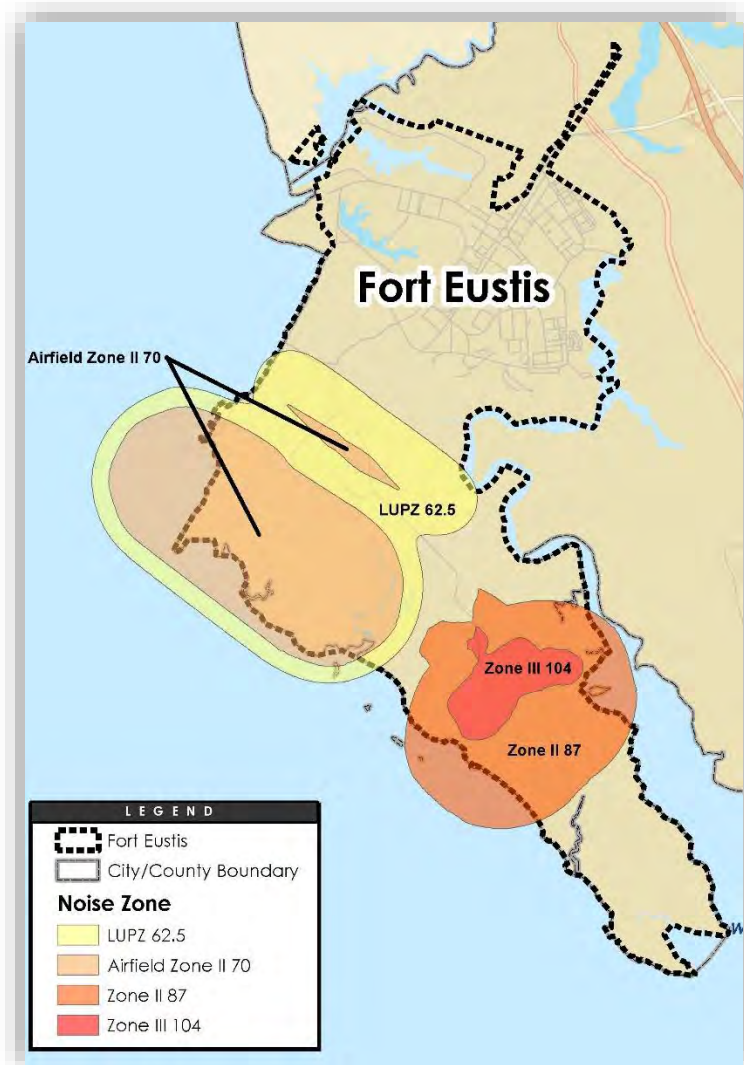 Fort Eustis
Airfield Zone II 70
LUPZ 62.5
Zone III 104
Zone II 87
LEGEND
Fort Eustis
City/County Boundary
Noise Zone
LUPZ 62.5
Airfield Zone II 70
Zone II 87
Zone III 104